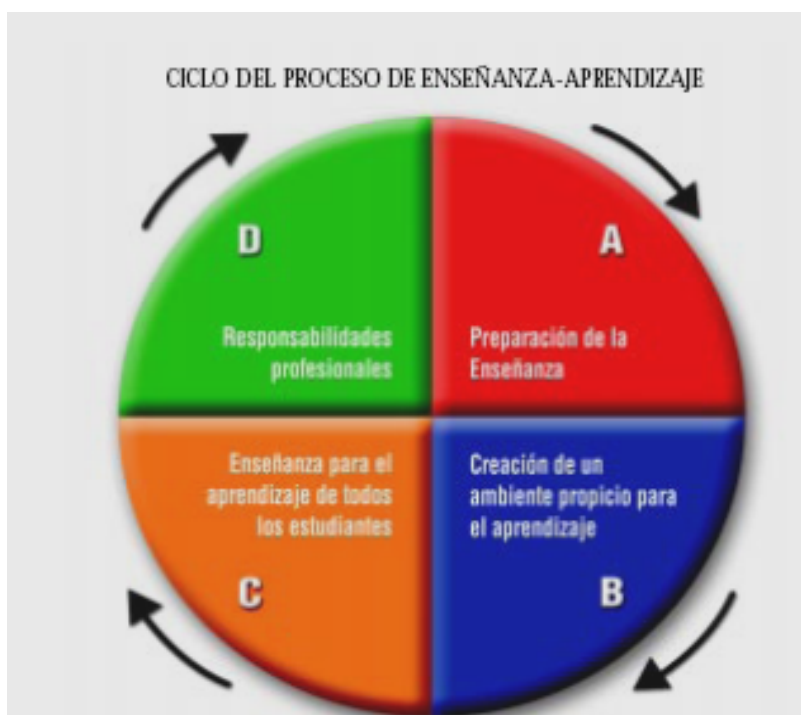 CICLO DEL PROCESO DE ENSEÑANZA-APRENDIZAJE
D
Responsabilidades
profesionales
A
Preparación de la
Enseñanza
Enseñanza para el
aprendizaje de todos
los estudiantes
C
Creación de un
ambiente propicio para
el aprendizaje
B